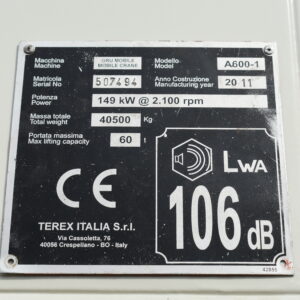 Macchina GRU MOBILE Modello A600-1
Machine MOBILE CRANE Model
Matricola 507494 Anno Costruzione 20 11
Serial No Manufacturing year
Potenza 149 kW @ 2.100 rpm
Power
Massa totale 40500 Kg
Total weight
Portata massima 60 t
Max lifting capacity
CE
LWA
106 dB
TEREX ITALIA S.r.l.
Via Cassoletta, 76
40056 Crespellano - BO - Italy